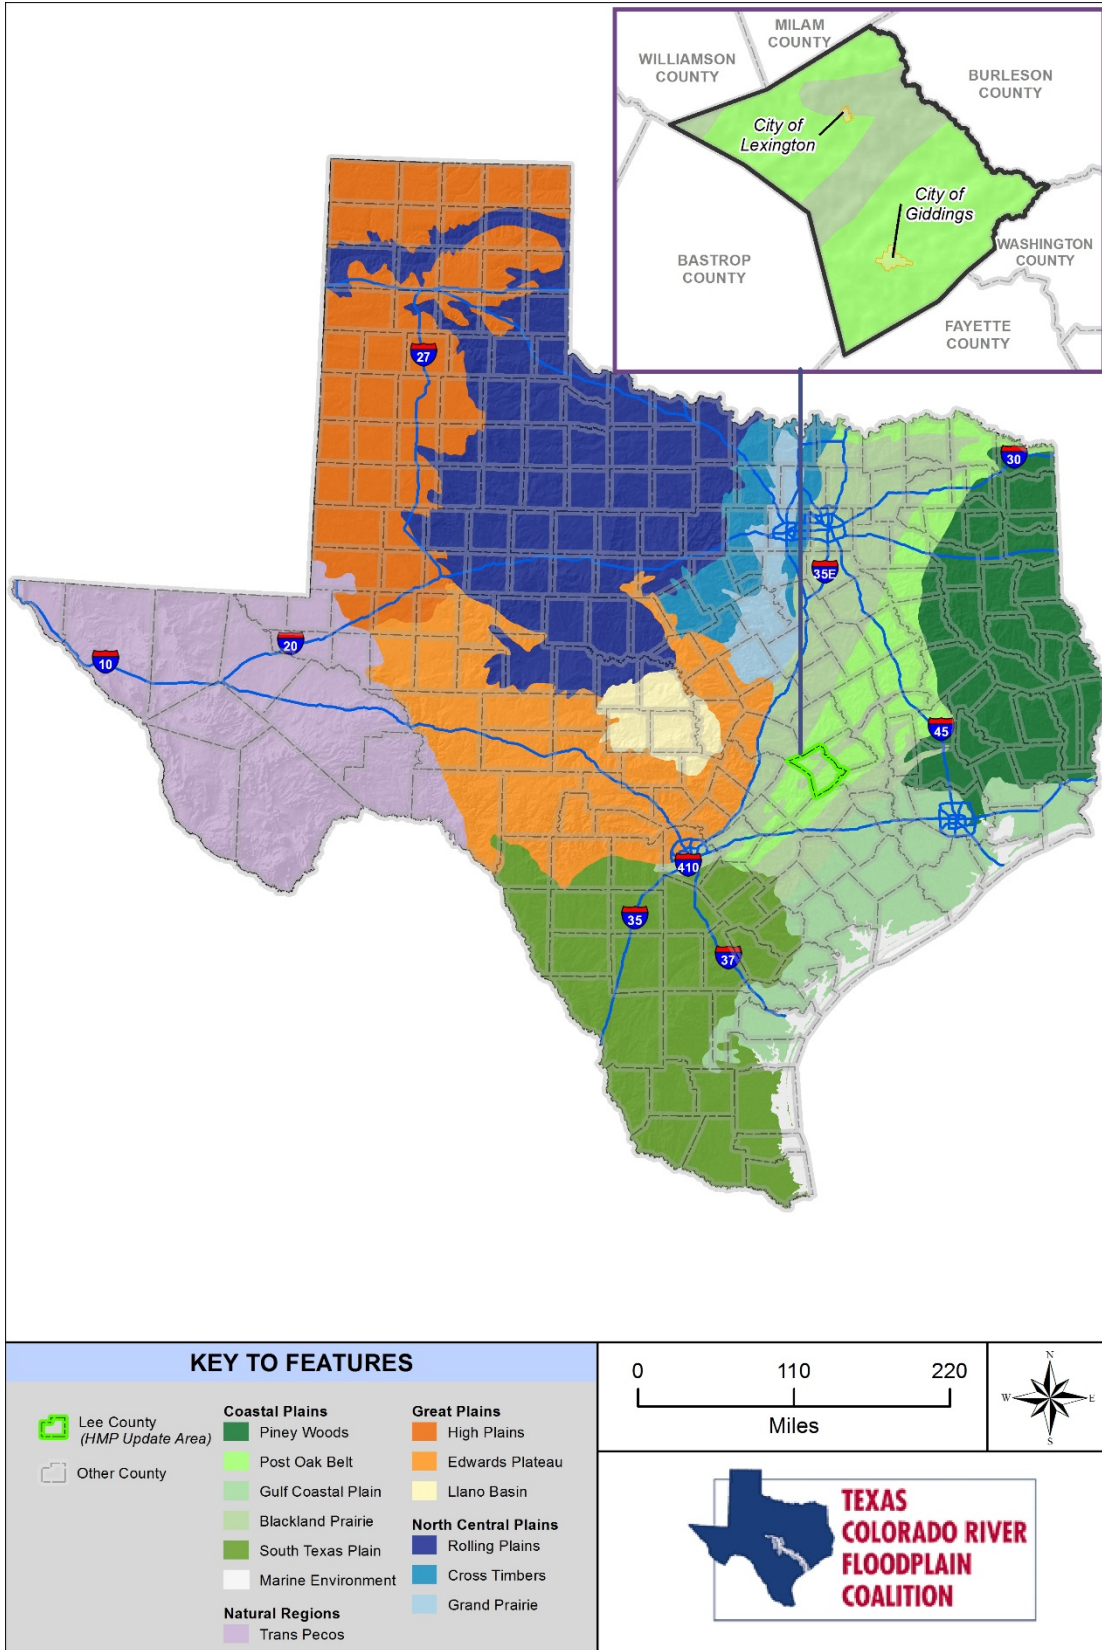 MILAM
COUNTY
WILLIAMSON
COUNTY
BURLESON
COUNTY
City of
Lexington
City of
Giddings
BASTROP
COUNTY
WASHINGTON
COUNTY
FAYETTE
COUNTY
27
30
35E
20
10
45
410
35
37
KEY TO FEATURES
Lee County
(HMP Update Area)
Other County
Coastal Plains
Piney Woods
Post Oak Belt
Gulf Coastal Plain
Blackland Prairie
South Texas Plain
Marine Environment
Natural Regions
Trans Pecos
Great Plains
High Plains
Edwards Plateau
Llano Basin
North Central Plains
Rolling Plains
Cross Timbers
Grand Prairie
0 110 220
Miles
N
W E
S
TEXAS
COLORADO RIVER
FLOODPLAIN
COALITION